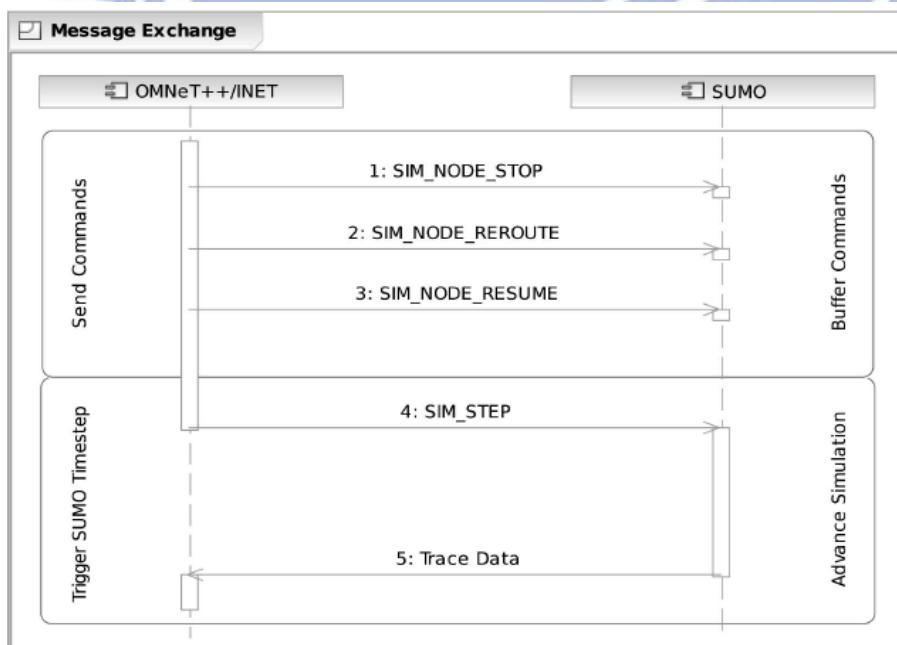 Message Exchange
OMNeT++/INET
SUMO
Send Commands
1: SIM_NODE_STOP
2: SIM_NODE_REROUTE
3: SIM_NODE_RESUME
Buffer Commands
Trigger SUMO Timestep
4: SIM_STEP
5: Trace Data
Advance Simulation